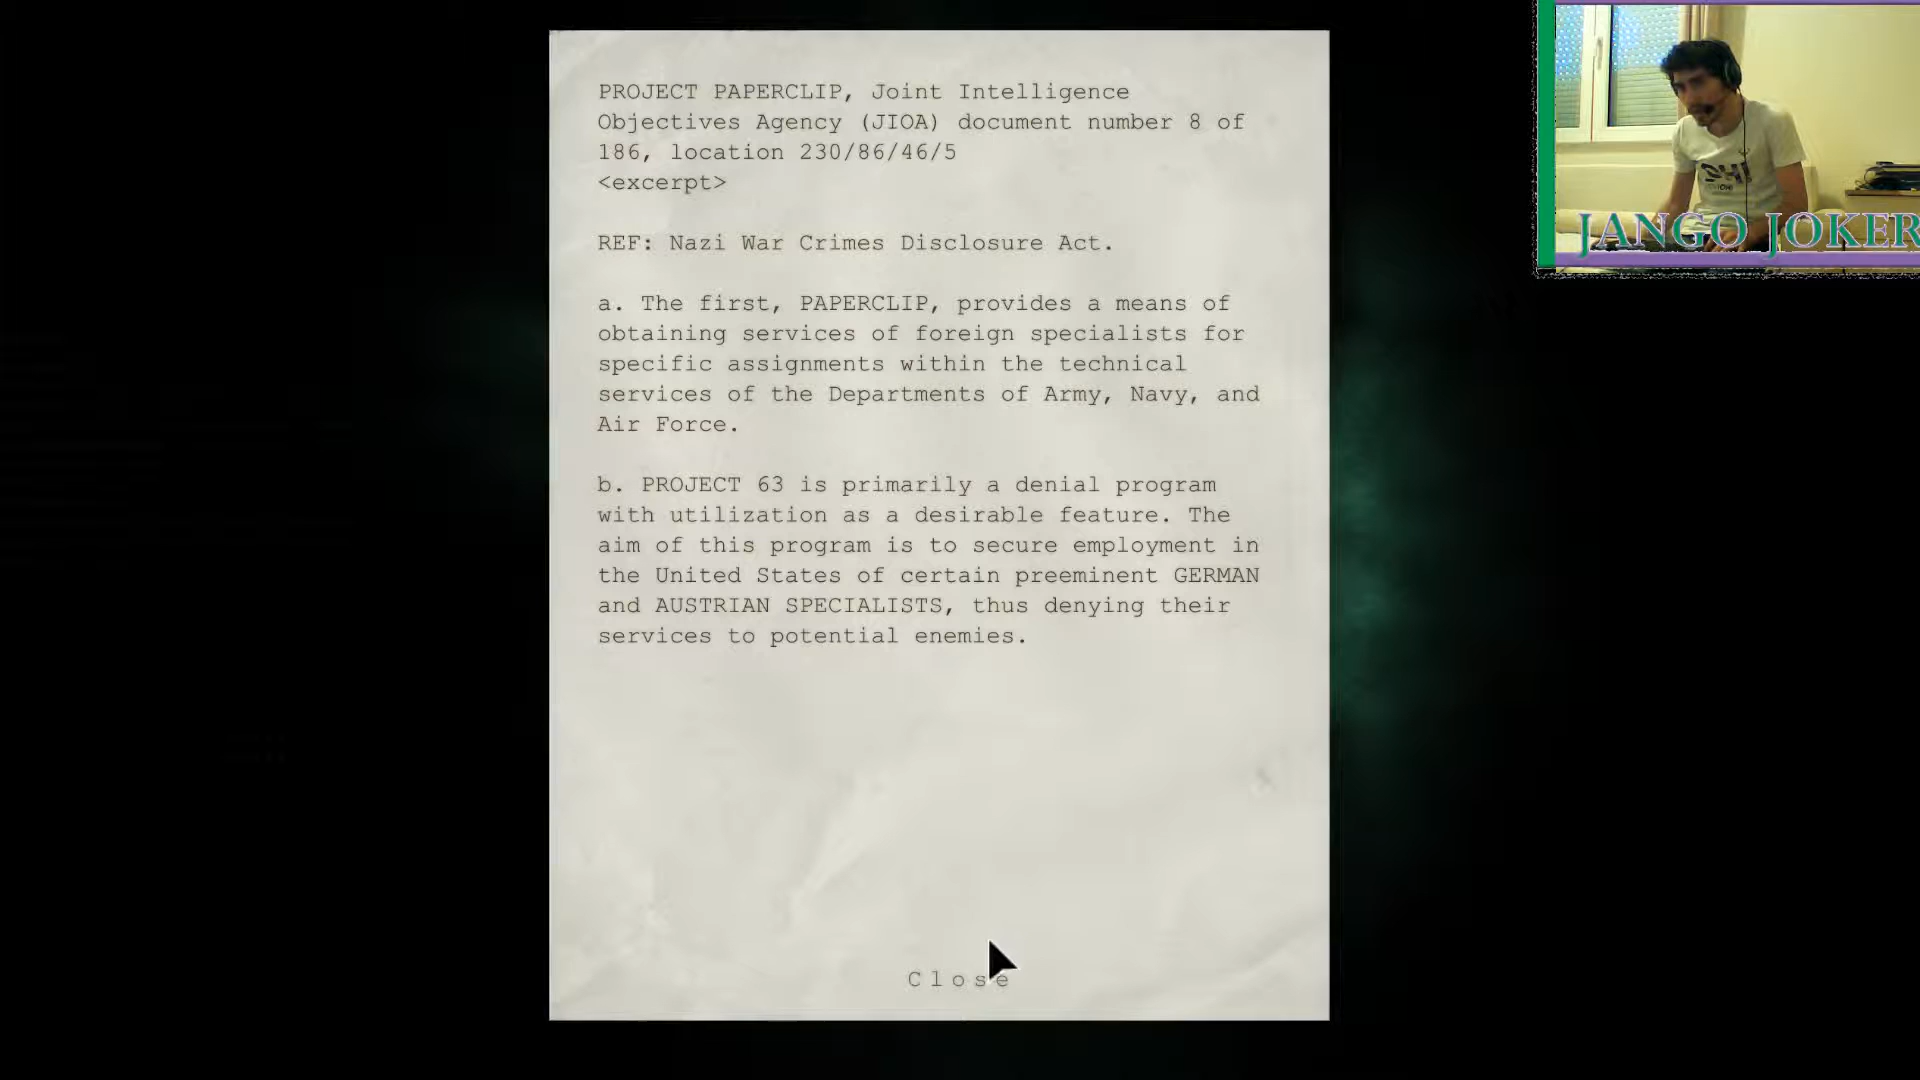 PROJECT PAPERCLIP, Joint Intelligence
Objectives Agency (JIOA) document number 8 of
186, location 230/86/46/5
<excerpt>
REF: Nazi War Crimes Disclosure Act.
a. The first, PAPERCLIP, provides a means of
obtaining services of foreign specialists for
specific assignments within the technical
services of the Departments of Army, Navy, and
Air Force.
b. PROJECT 63 is primarily a denial program
with utilization as a desirable feature. The
aim of this program is to secure employment in
the United States of certain preeminent GERMAN
and AUSTRIAN SPECIALISTS, thus denying their
services to potential enemies.
Close
JANGO JOKER